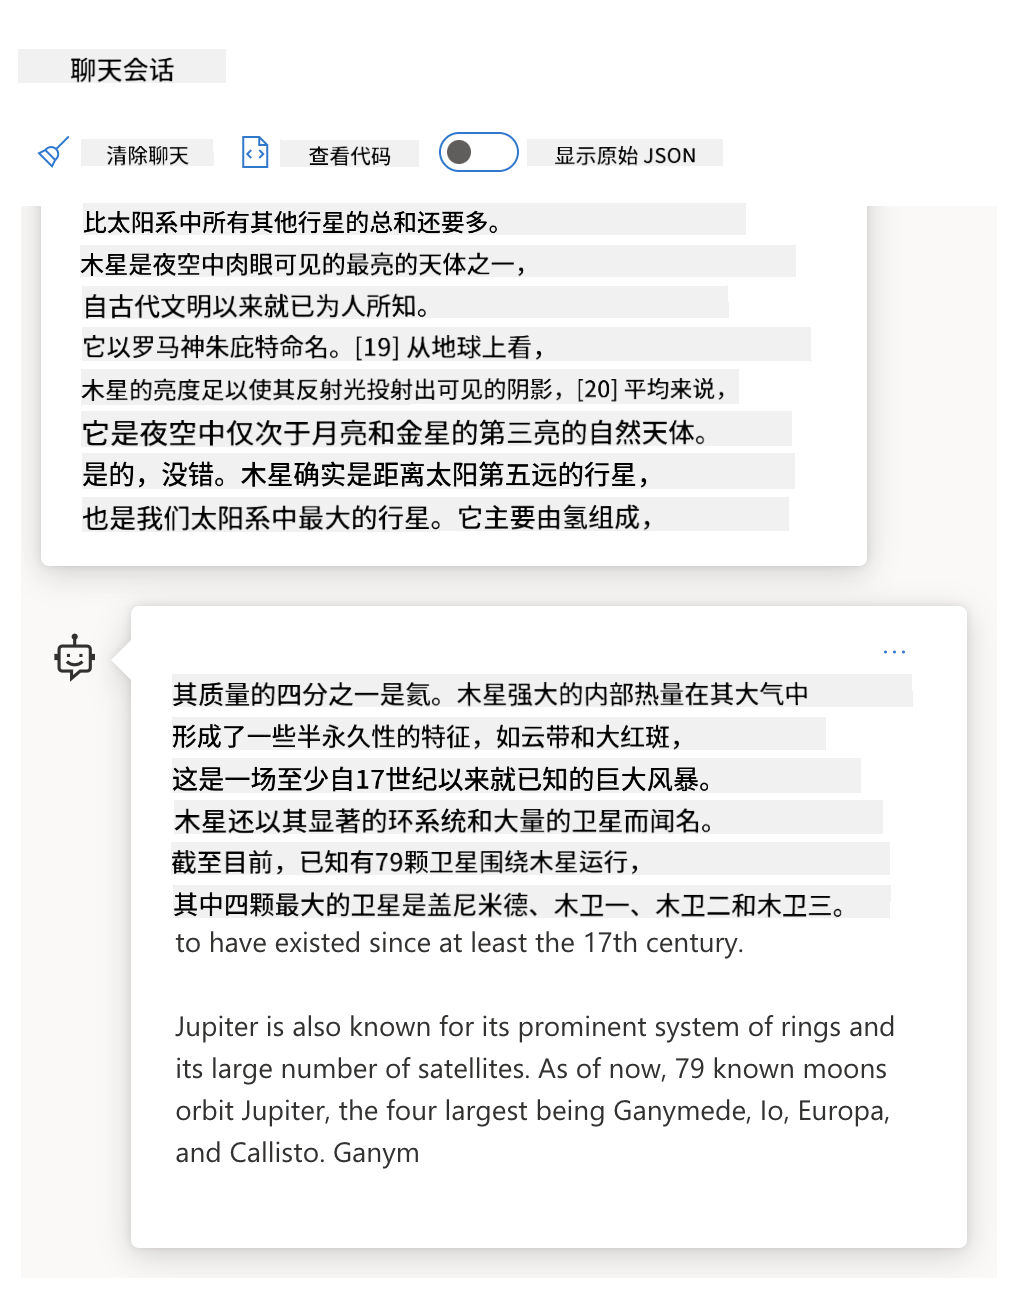 聊天会话
清除聊天 查看代码 显示原始 JSON
比太阳系中所有其他行星的总和还要多。
木星是夜空中肉眼可见的最亮的天体之一，
自古代文明以来就已为人所知。
它以罗马神朱庇特命名。[19] 从地球上看，
木星的亮度足以使其反射光投射出可见的阴影，[20] 平均来说，
它是夜空中仅次于月亮和金星的第三亮的自然天体。
是的，没错。木星确实是距离太阳第五远的行星，
也是我们太阳系中最大的行星。它主要由氢组成，
...
其质量的四分之一是氦。木星强大的内部热量在其大气中
形成了一些半永久性的特征，如云带和大红斑，
这是一场至少自17世纪以来就已知的巨大风暴。
木星还以其显著的环系统和大量的卫星而闻名。
截至目前，已知有79颗卫星围绕木星运行，
其中四颗最大的卫星是盖尼米德、木卫一、木卫二和木卫三。
to have existed since at least the 17th century.
Jupiter is also known for its prominent system of rings and
its large number of satellites. As of now, 79 known moons
orbit Jupiter, the four largest being Ganymede, Io, Europa,
and Callisto. Ganym